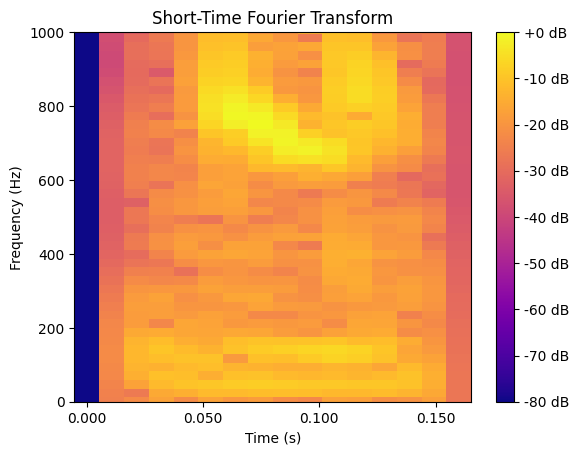 Short-Time Fourier Transform
Frequency (Hz)
1000
800
600
400
200
0
0.000
0.050
0.100
0.150
Time (s)
+0 dB
-10 dB
-20 dB
-30 dB
-40 dB
-50 dB
-60 dB
-70 dB
-80 dB